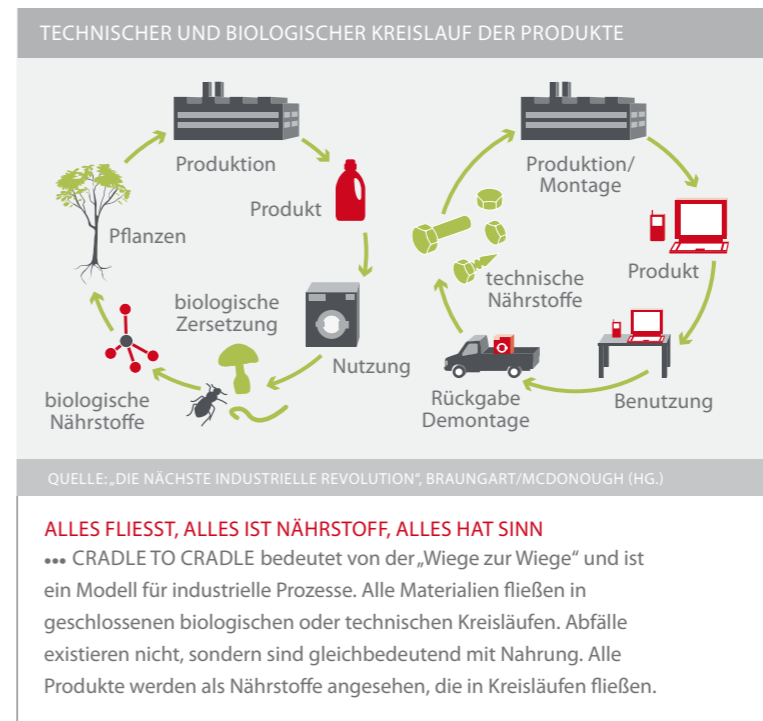 TECHNISCHER UND BIOLOGISCHER KREISLAUF DER PRODUKTE
Produktion
Produkt
Nutzung
biologische
Zersetzung
biologische
Nährstoffe
Pflanzen
Produktion/
Montage
Produkt
Benutzung
Rückgabe
Demontage
technische
Nährstoffe
QUELLE: „DIE NÄCHSTE INDUSTRIELLE REVOLUTION“, BRAUNGART/MCDONOUGH (HG.)
ALLES FLIESST, ALLES IST NÄHRSTOFF, ALLES HAT SINN
••• CRADLE TO CRADLE bedeutet von der „Wiege zur Wiege“ und ist
ein Modell für industrielle Prozesse. Alle Materialien fließen in
geschlossenen biologischen oder technischen Kreisläufen. Abfälle
existieren nicht, sondern sind gleichbedeutend mit Nahrung. Alle
Produkte werden als Nährstoffe angesehen, die in Kreisläufen fließen.